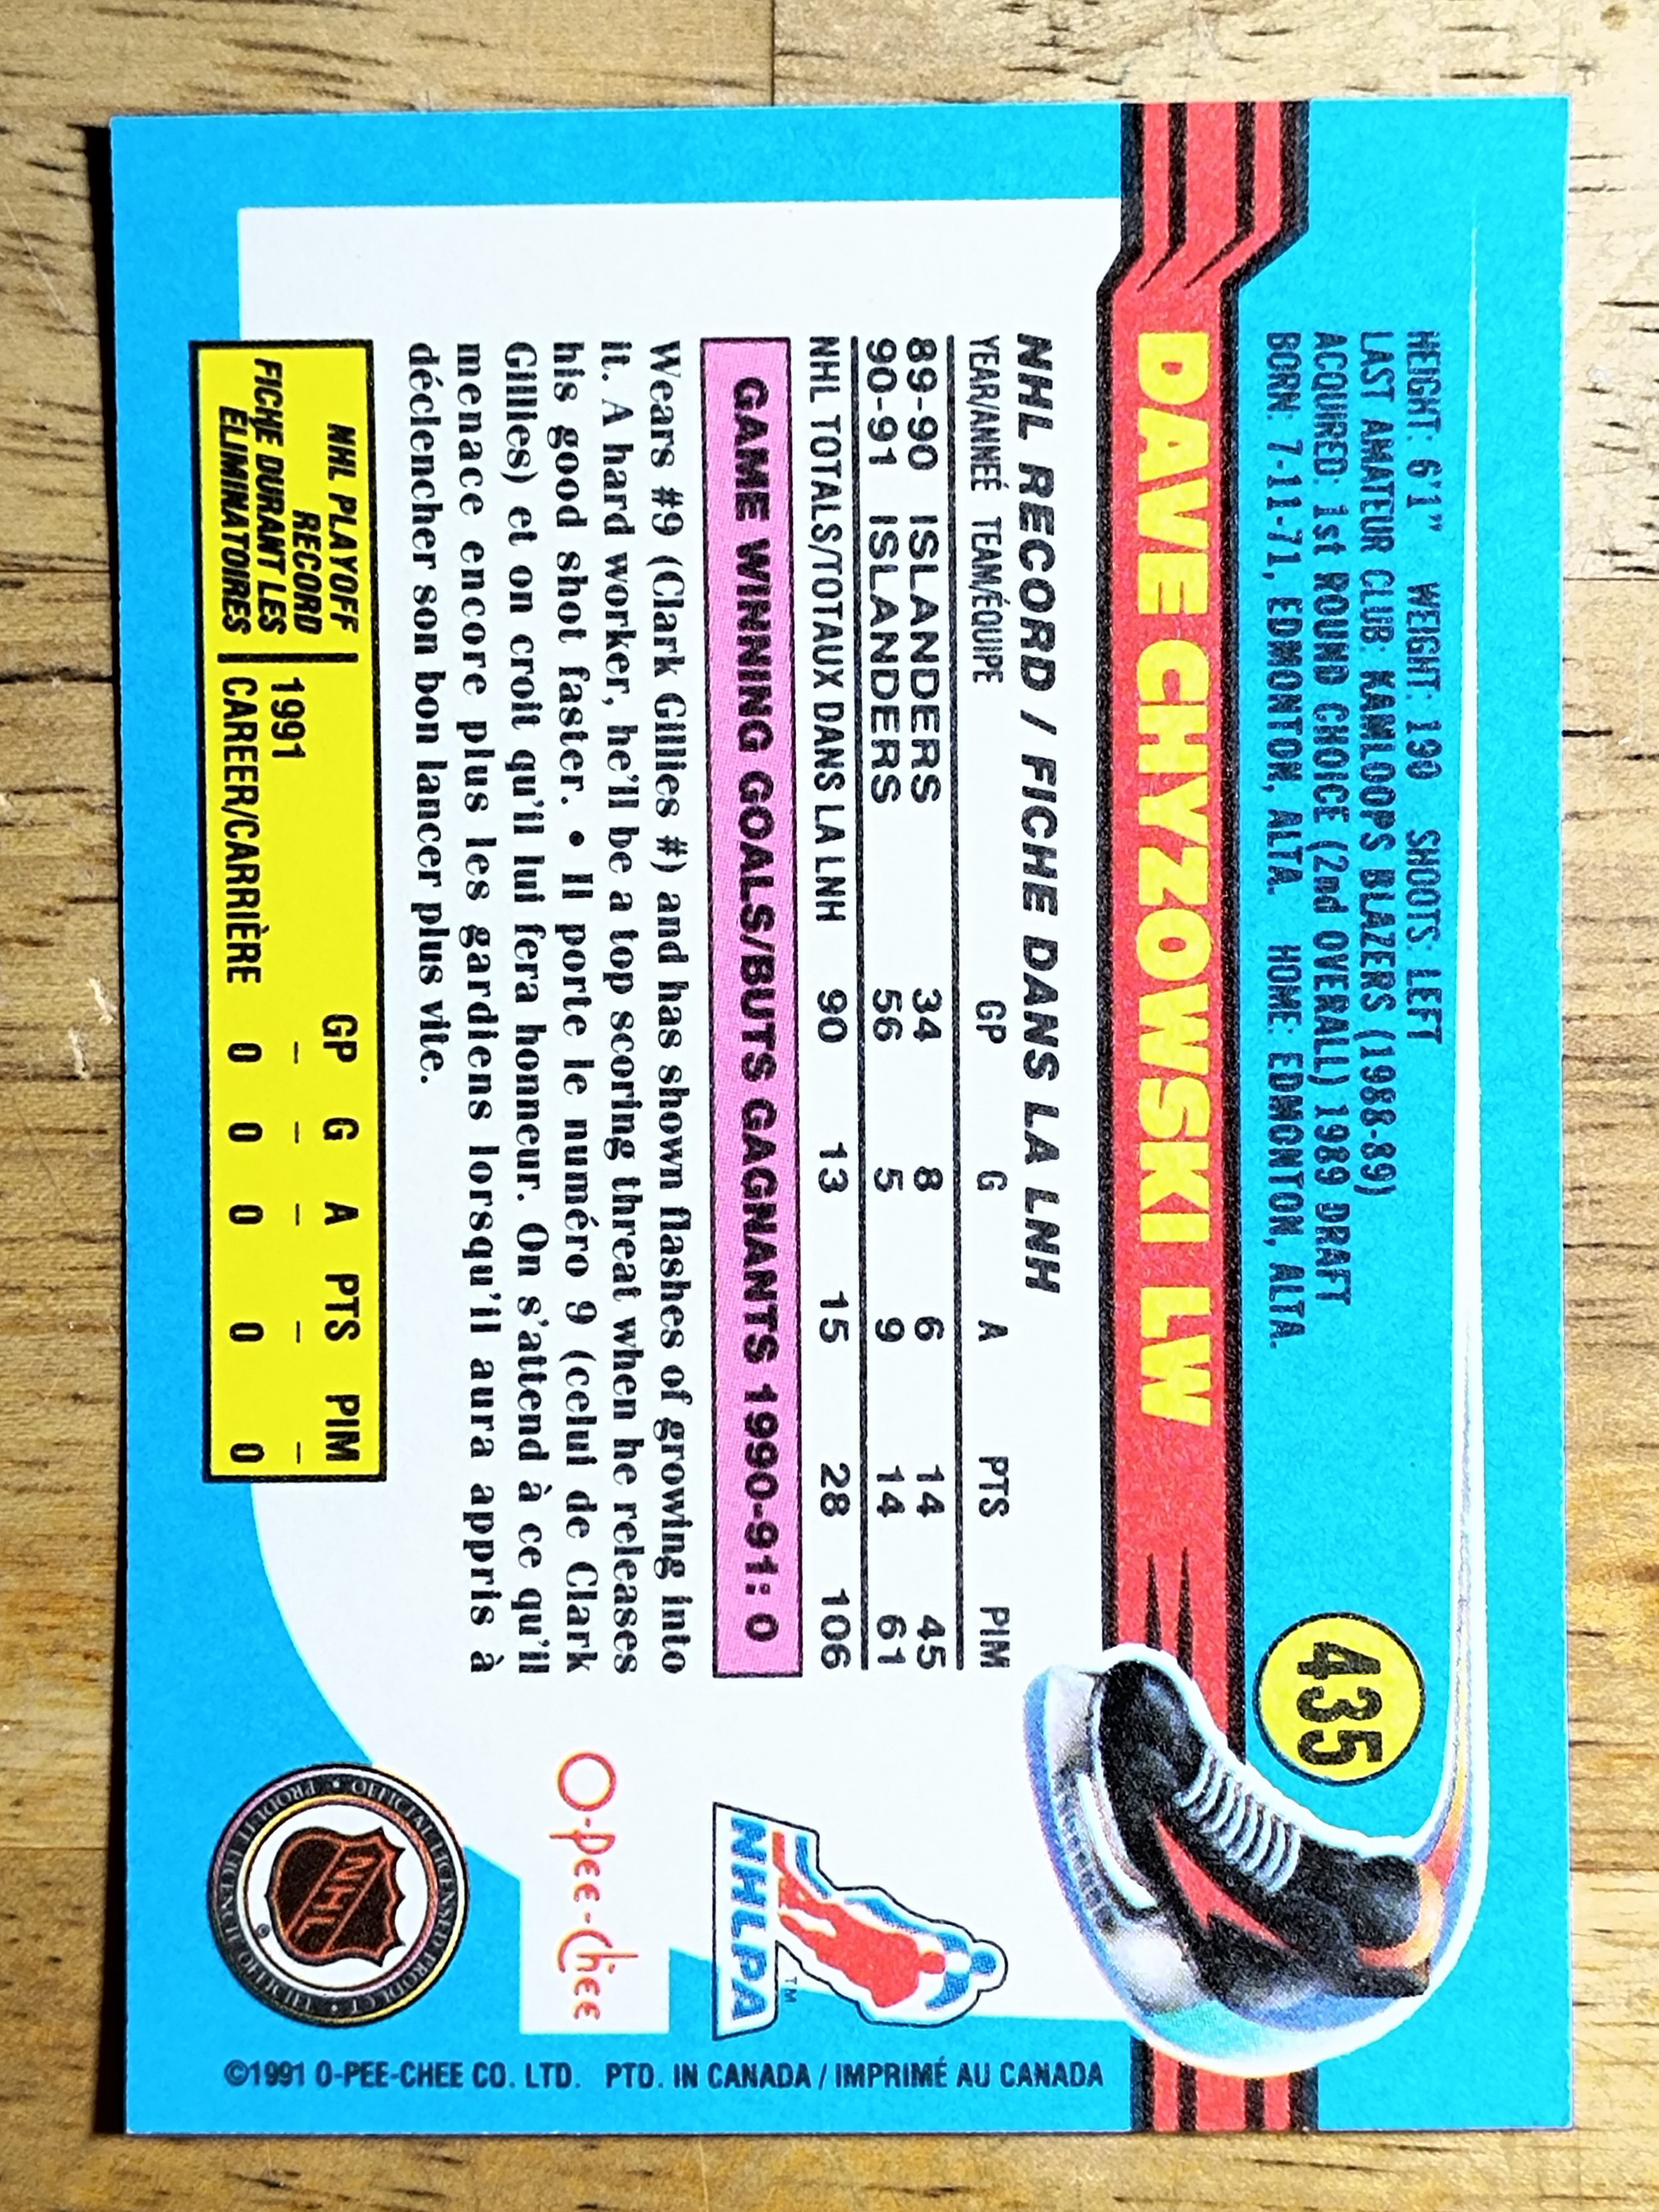 HEIGHT: 6'1" WEIGHT: 190 SHOOTS: LEFT
LAST AMATEUR CLUB: KAMLOOPS BLAZERS (1988-89)
ACQUIRED: 1st ROUND CHOICE (2nd OVERALL) 1989 DRAFT
BORN: 7-11-71, EDMONTON, ALTA. HOME: EDMONTON, ALTA.
435
DAVE CHYZOWSKI LW
NHL RECORD / FICHE DANS LA LNH
YEAR/ANNEÉ TEAM/ÉQUIPE GP G A PTS PIM
89-90 ISLANDERS 34 8 6 14 45
90-91 ISLANDERS 56 5 9 14 61
NHL TOTALS/TOTAUX DANS LA LNH 90 13 15 28 106
GAME WINNING GOALS/BUTS GAGNANTS 1990-91: 0
Wears #9 (Clark Gillies #) and has shown flashes of growing into
it. A hard worker, he'll be a top scoring threat when he releases
his good shot faster. • Il porte le numéro 9 (celui de Clark
Gillies) et on croit qu'il lui fera honneur. On s'attend à ce qu'il
menace encore plus les gardiens lorsqu'il aura appris à
déclencher son bon lancer plus vite.
NHL PLAYOFF
RECORD
FICHE DURANT LES
ÉLIMINATOIRES
GP G A PTS PIM
1991 – – – – –
CAREER/CARRIÈRE 0 0 0 0 0
NHLPA
TM
O-Pee-Chee
NHL
®
OFFICIAL LICENSED PRODUCT • PRODUIT LICENCIÉ OFFICIEL •
©1991 O-PEE-CHEE CO. LTD. PTD. IN CANADA / IMPRIMÉ AU CANADA